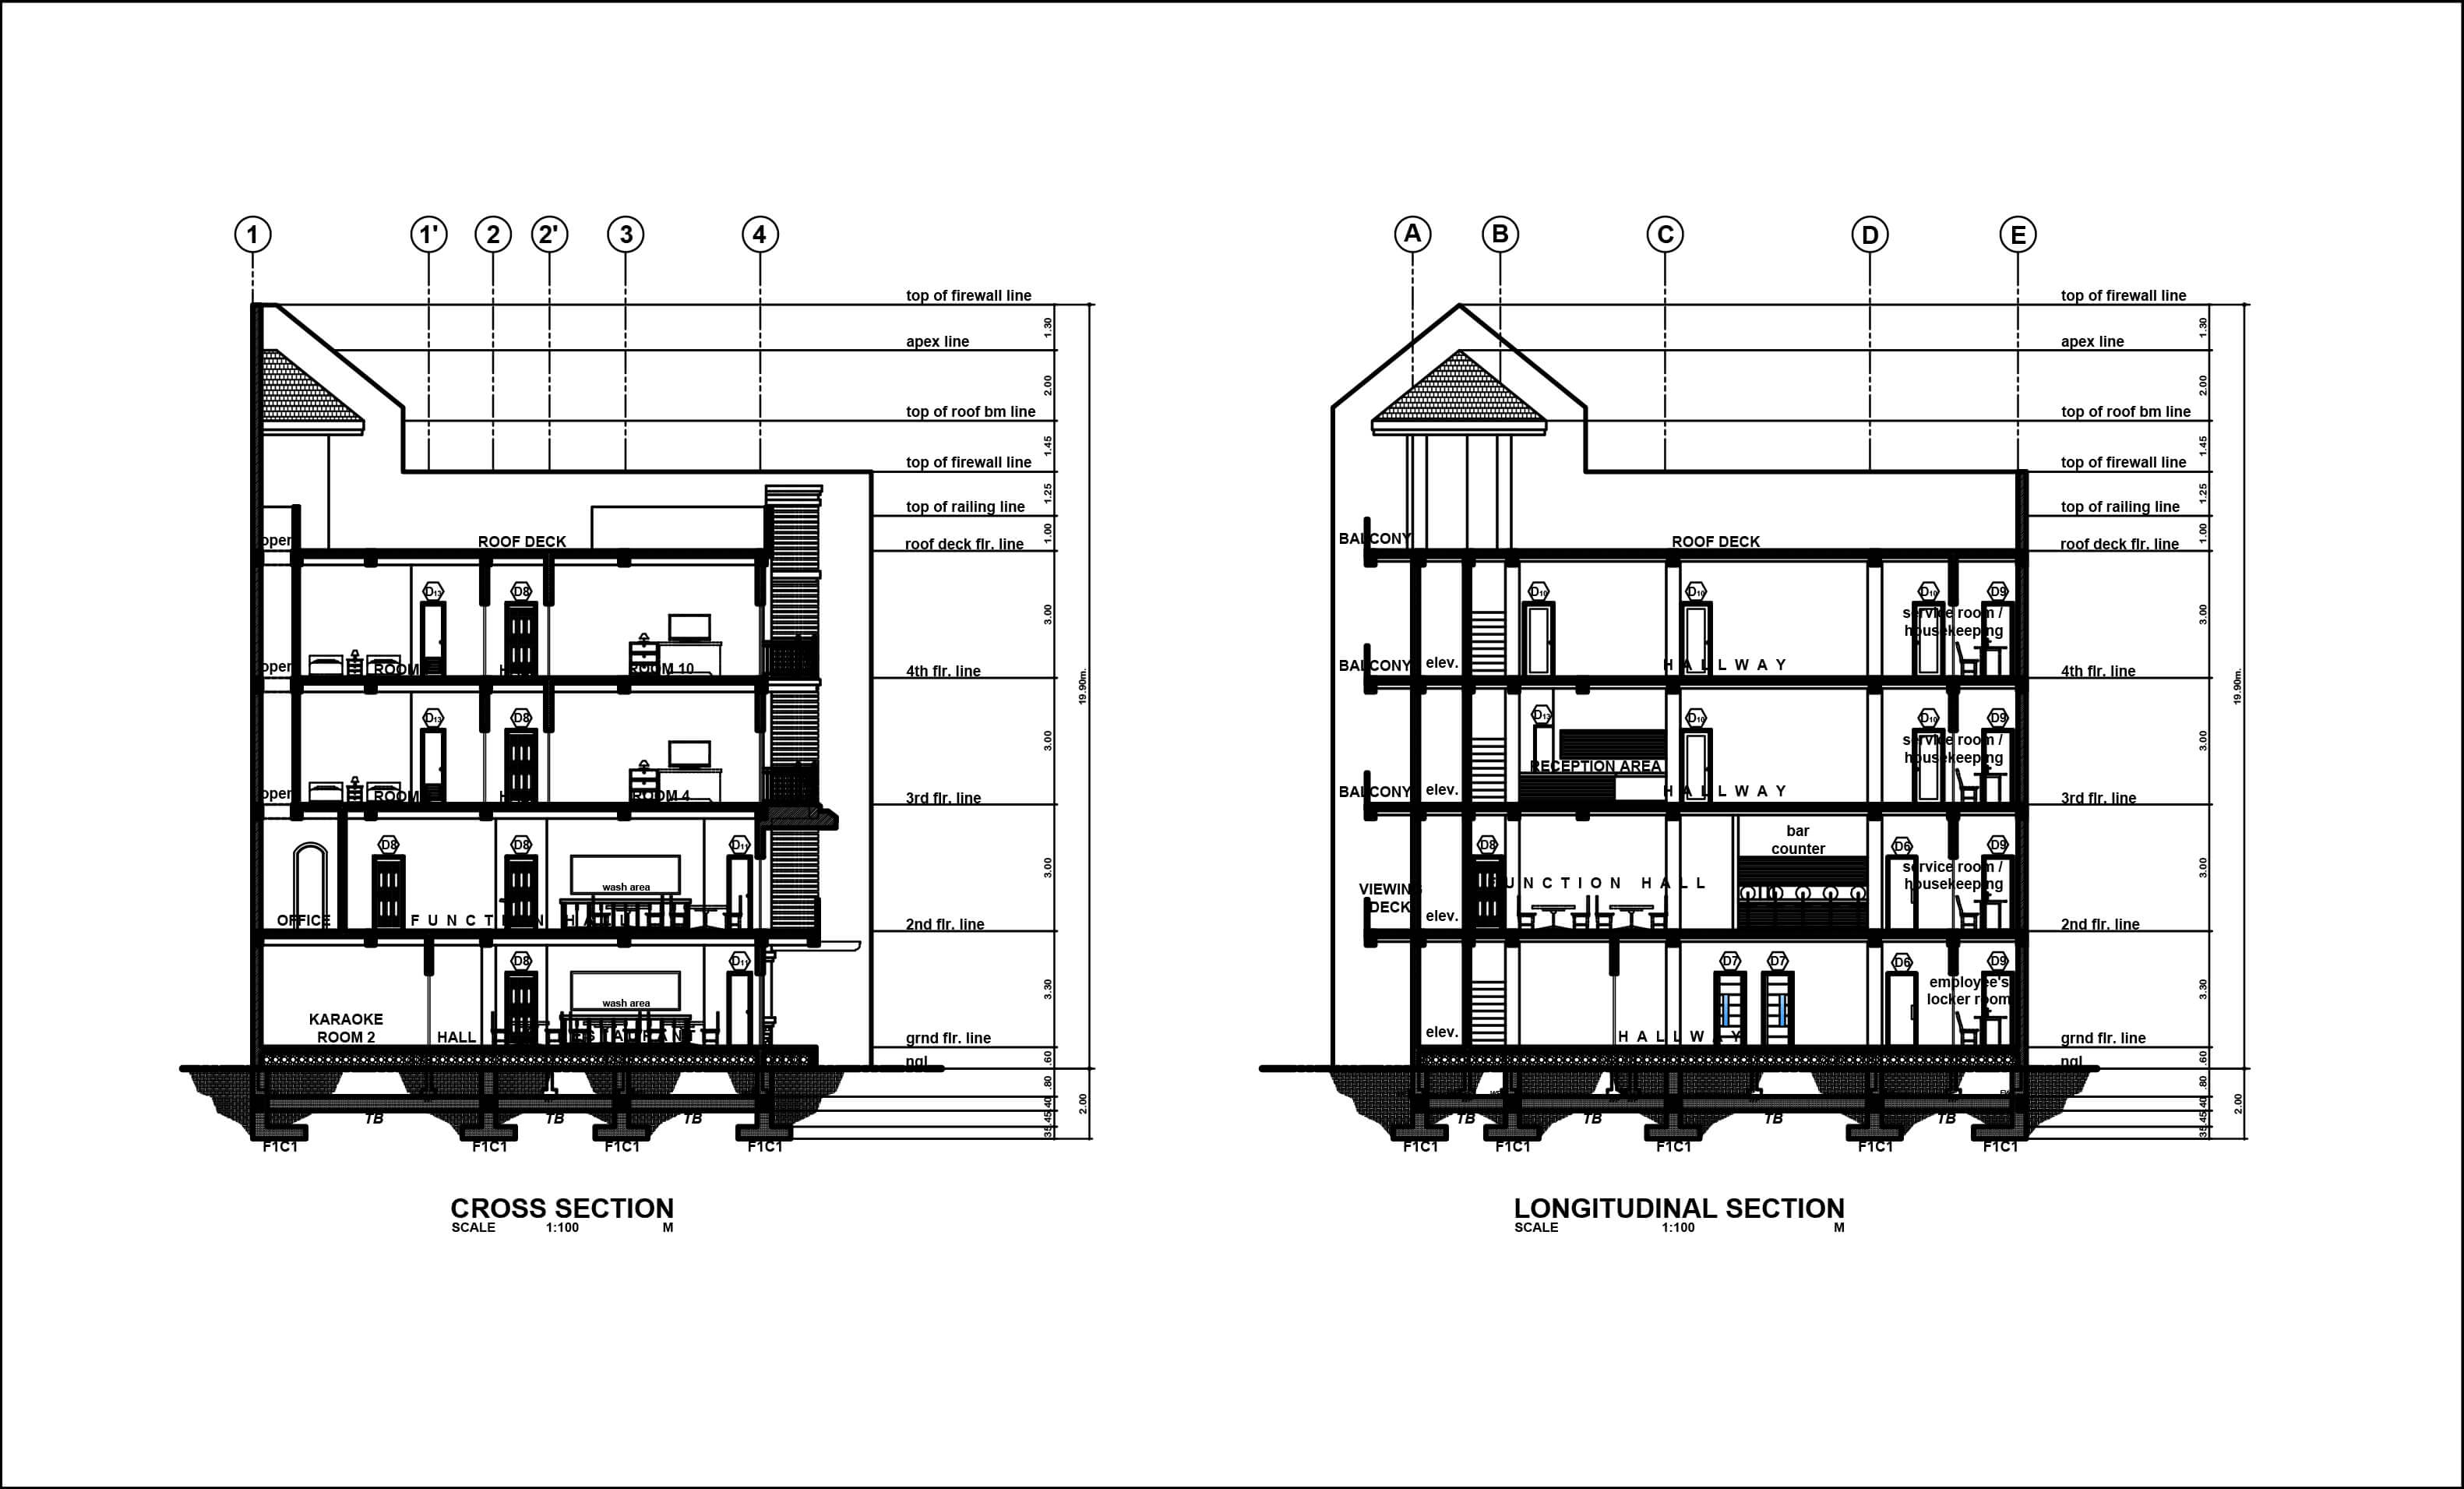 1 1' 2 2' 3 4
top of firewall line
1.30
apex line
2.00
top of roof bm line
1.45
top of firewall line
1.25
top of railing line
1.00
open ROOF DECK roof deck flr. line
D13 D8
3.00
open ROOM ROOM 10 4th flr. line
19.90m.
D13 D8
3.00
open ROOM ROOM 4 3rd flr. line
D8 D8 D11
3.00
wash area
OFFICE FUNCTION HALL 2nd flr. line
D8 D11
3.30
wash area
KARAOKE
ROOM 2 HALL grnd flr. line
.60
ngl
.80
2.00
.40
TB TB TB
.45
.35
F1C1 F1C1 F1C1 F1C1
CROSS SECTION
SCALE 1:100 M
A B C D E
top of firewall line
1.30
apex line
2.00
top of roof bm line
1.45
top of firewall line
1.25
top of railing line
1.00
BALCONY ROOF DECK roof deck flr. line
D10 D10 D10 D9
service room /
3.00
housekeeping
BALCONY elev. HALLWAY 4th flr. line
19.90m.
D13 D10 D10 D9
service room /
3.00
housekeeping
RECEPTION AREA
BALCONY elev. HALLWAY 3rd flr. line
bar
counter
D8 D6 D9
service room /
3.00
housekeeping
FUNCTION HALL
VIEWING
DECK
elev. 2nd flr. line
D7 D7 D6 D9
employee's
3.30
locker room
elev. HALLWAY grnd flr. line
.60
ngl
.80
2.00
.40
TB TB TB TB
.45
.35
F1C1 F1C1 F1C1 F1C1 F1C1
LONGITUDINAL SECTION
SCALE 1:100 M